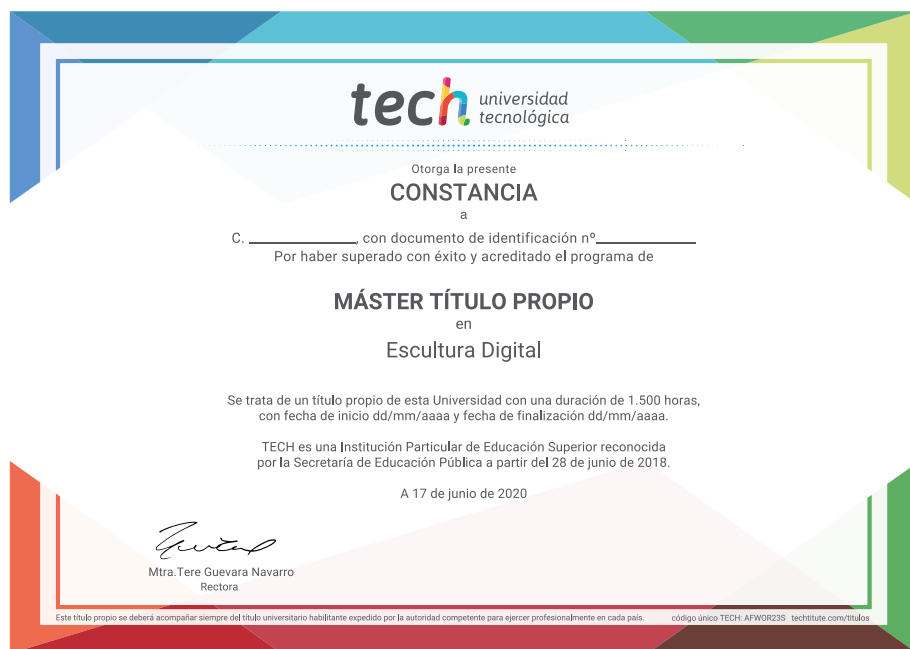 tech universidad
tecnológica
Otorga la presente
CONSTANCIA
a
C. ____________, con documento de identificación nº____________
Por haber superado con éxito y acreditado el programa de
MÁSTER TÍTULO PROPIO
en
Escultura Digital
Se trata de un título propio de esta Universidad con una duración de 1.500 horas,
con fecha de inicio dd/mm/aaaa y fecha de finalización dd/mm/aaaa.
TECH es una Institución Particular de Educación Superior reconocida
por la Secretaría de Educación Pública a partir del 28 de junio de 2018.
A 17 de junio de 2020
Mtra.Tere Guevara Navarro
Rectora
Este título propio se deberá acompañar siempre del título universitario habilitante expedido por la autoridad competente para ejercer profesionalmente en cada país. código único TECH: AFWOR23S techtitute.com/titulos